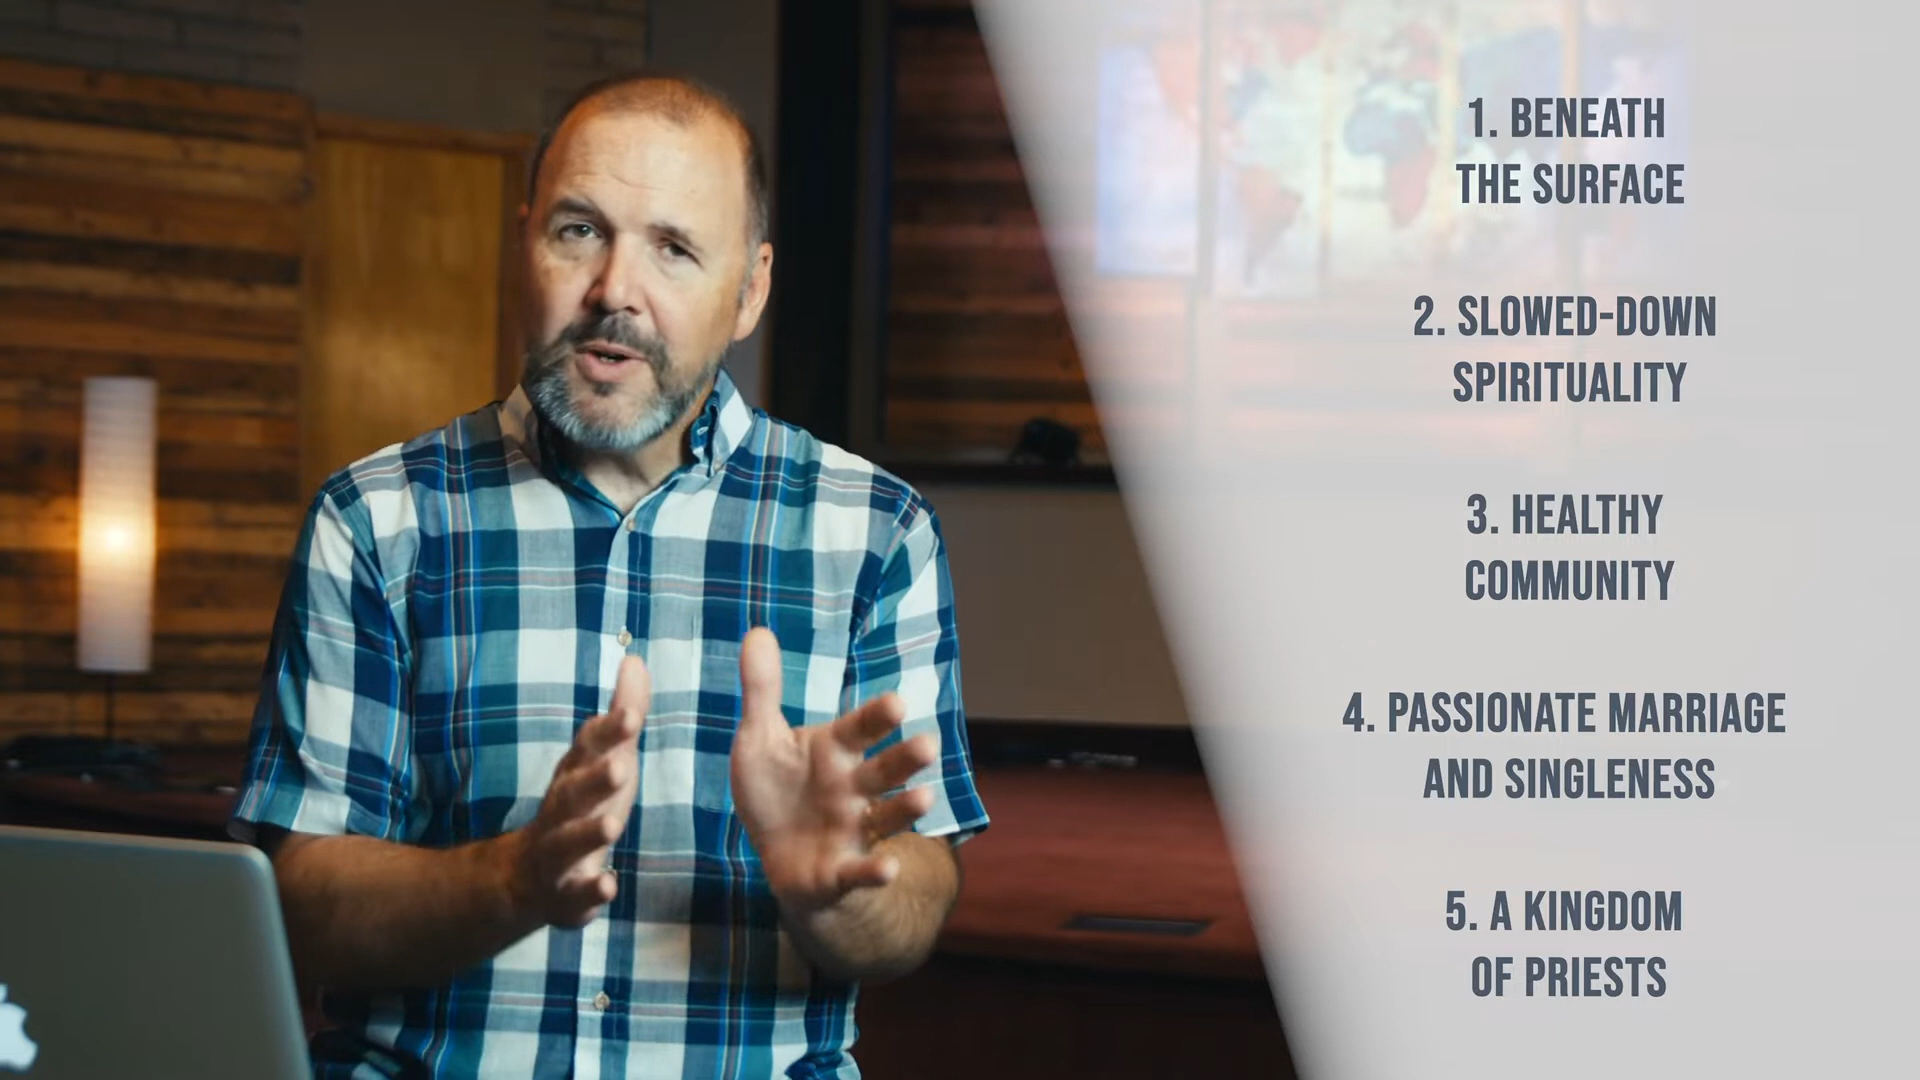 1. BENEATH
THE SURFACE
2. SLOWED-DOWN
SPIRITUALITY
3. HEALTHY
COMMUNITY
4. PASSIONATE MARRIAGE
AND SINGLENESS
5. A KINGDOM
OF PRIESTS